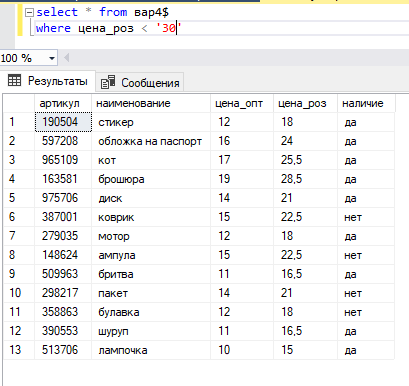 select * from вар4$
where цена_роз < '30'
100 %
Результаты Сообщения
артикул наименование цена_опт цена_роз наличие
1 190504 стикер 12 18 да
2 597208 обложка на паспорт 16 24 да
3 965109 кот 17 25,5 да
4 163581 брошюра 19 28,5 да
5 975706 диск 14 21 да
6 387001 коврик 15 22,5 нет
7 279035 мотор 12 18 да
8 148624 ампула 15 22,5 нет
9 509963 бритва 11 16,5 да
10 298217 пакет 14 21 нет
11 358863 булавка 12 18 нет
12 390553 шуруп 11 16,5 да
13 513706 лампочка 10 15 да